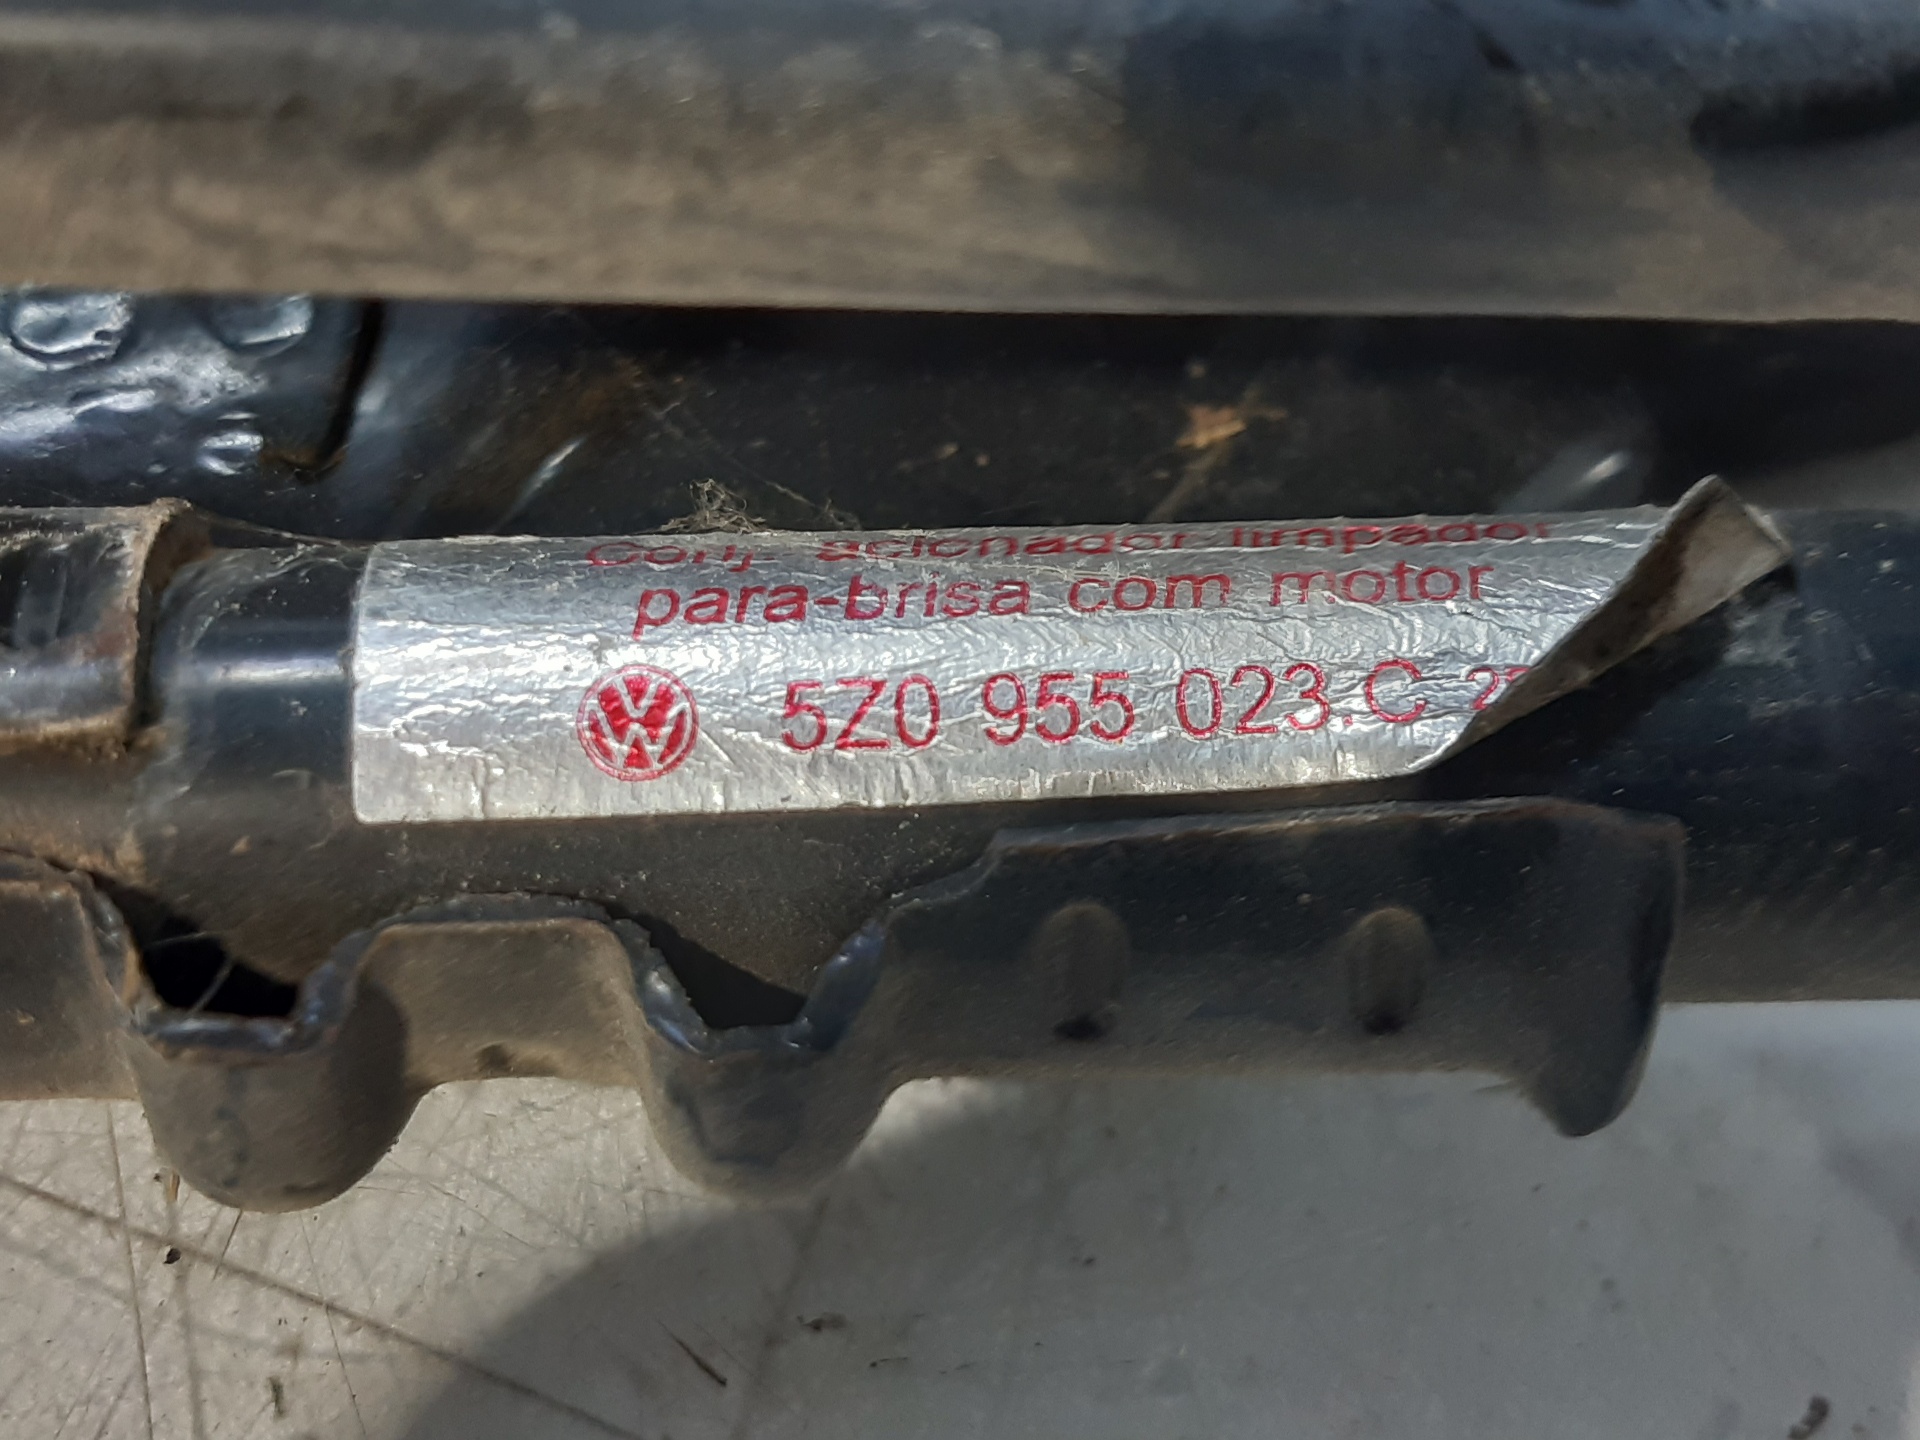 Conj. acionador limpador
para-brisa com motor
5Z0 955 023.C